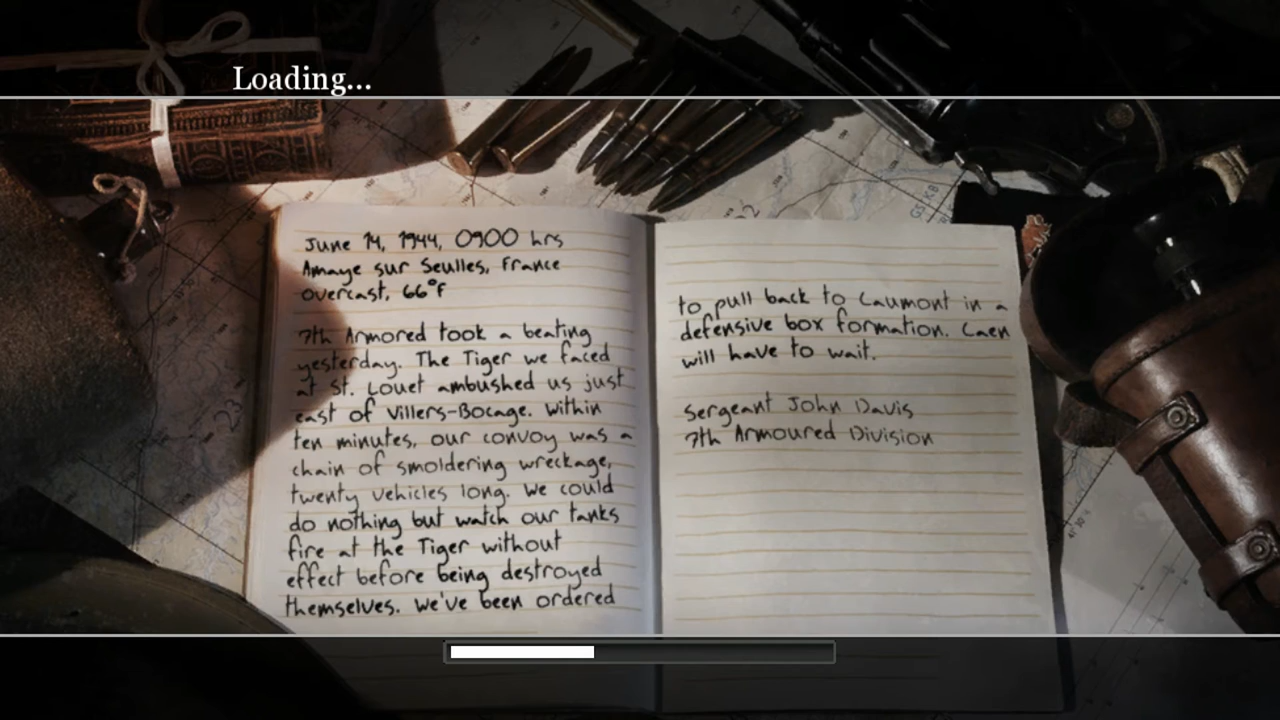 Loading...
June 14, 1944, 0900 hrs
Amaye sur Seulles, France
Overcast, 66°F
7th Armored took a beating
yesterday. The Tiger we faced
at St. Louet ambushed us just
east of Villers-Bocage. Within
ten minutes, our convoy was a
chain of smoldering wreckage,
twenty vehicles long. We could
do nothing but watch our tanks
fire at the Tiger without
effect before being destroyed
themselves. We've been ordered
to pull back to Caumont in a
defensive box formation. Caen
will have to wait.
Sergeant John Davis
7th Armoured Division